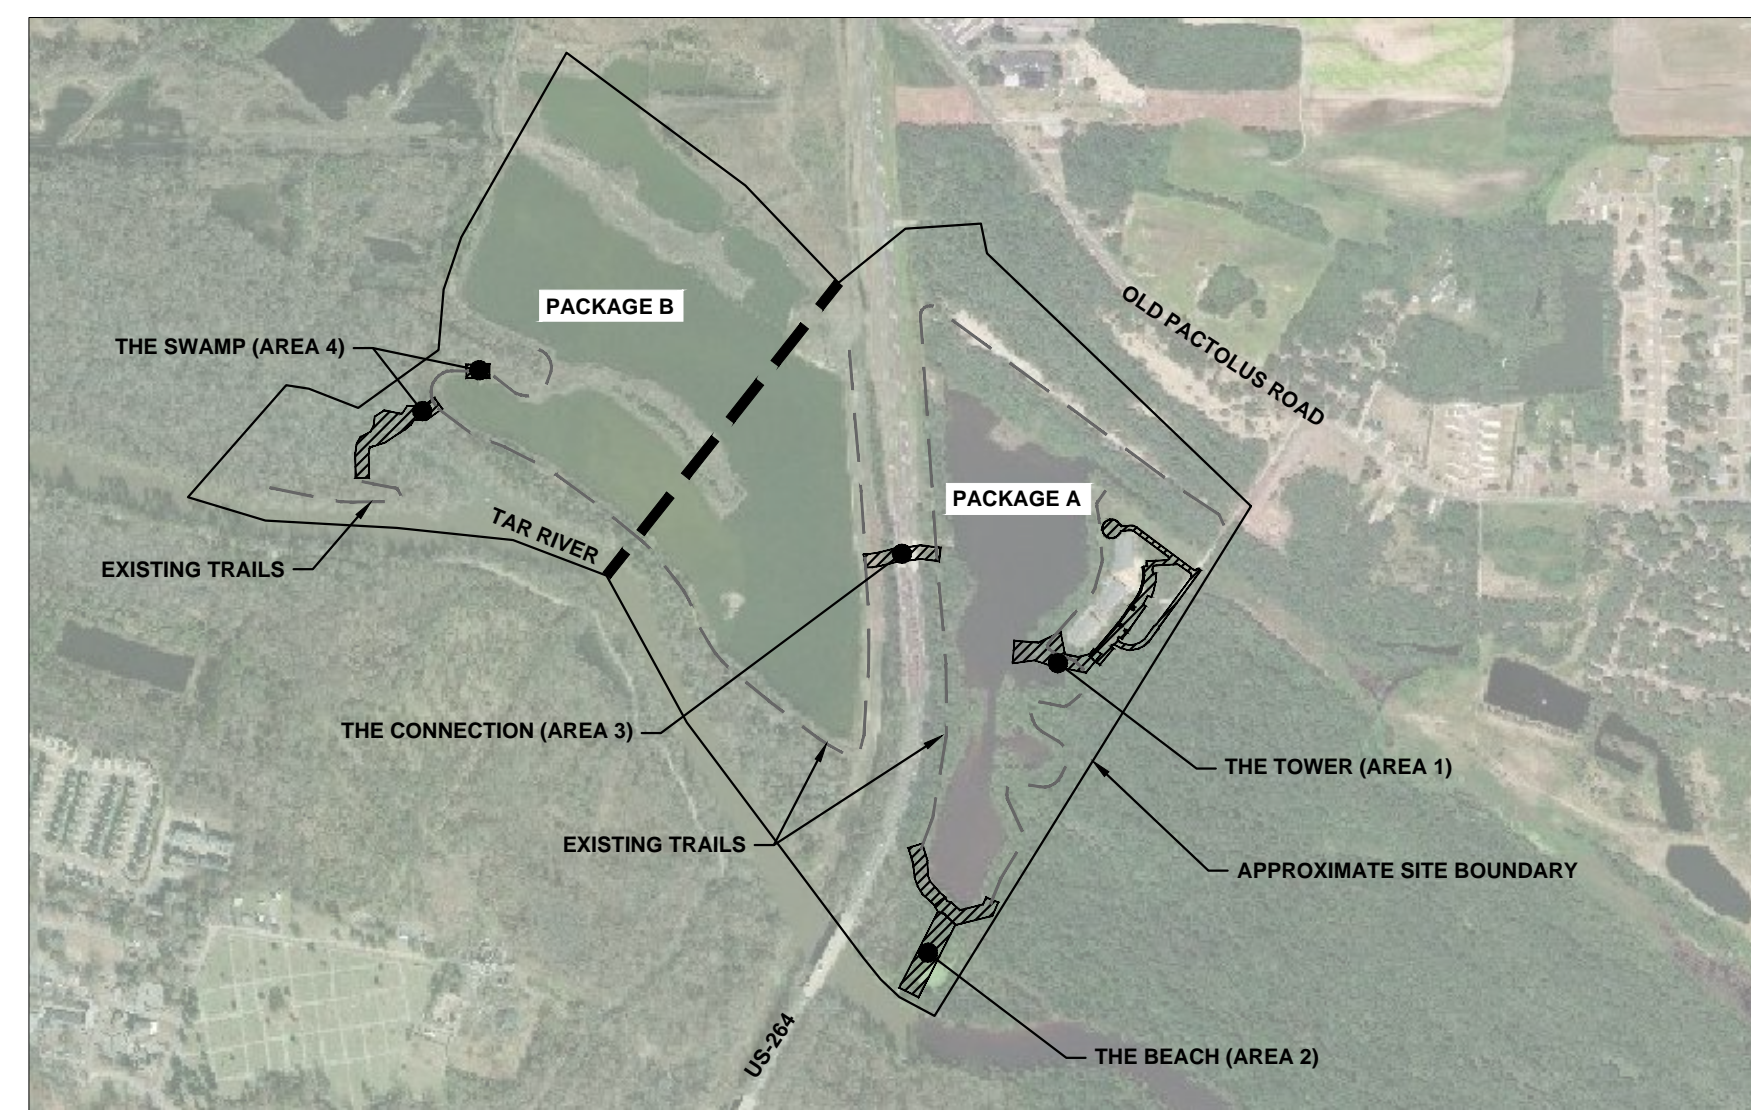 PACKAGE B
OLD PACTOLUS ROAD
THE SWAMP (AREA 4)
PACKAGE A
TAR RIVER
EXISTING TRAILS
THE CONNECTION (AREA 3)
THE TOWER (AREA 1)
EXISTING TRAILS
APPROXIMATE SITE BOUNDARY
US-264
THE BEACH (AREA 2)